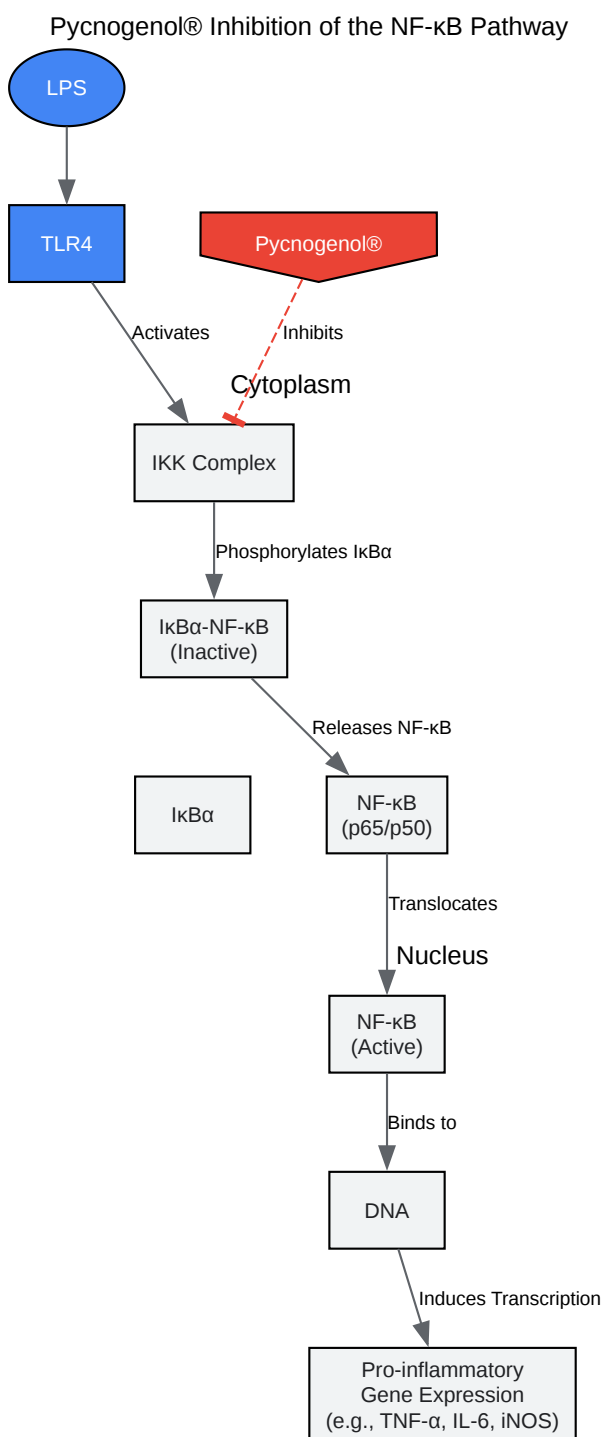 Pycnogenol® Inhibition of the NF-κB Pathway
LPS
TLR4
Pycnogenol®
Activates
Inhibits
Cytoplasm
IKK Complex
Phosphorylates IκBα
IκBα-NF-κB
(Inactive)
Releases NF-κB
IκBα
NF-κB
(p65/p50)
Translocates
Nucleus
NF-κB
(Active)
Binds to
DNA
Induces Transcription
Pro-inflammatory
Gene Expression
(e.g., TNF-α, IL-6, iNOS)